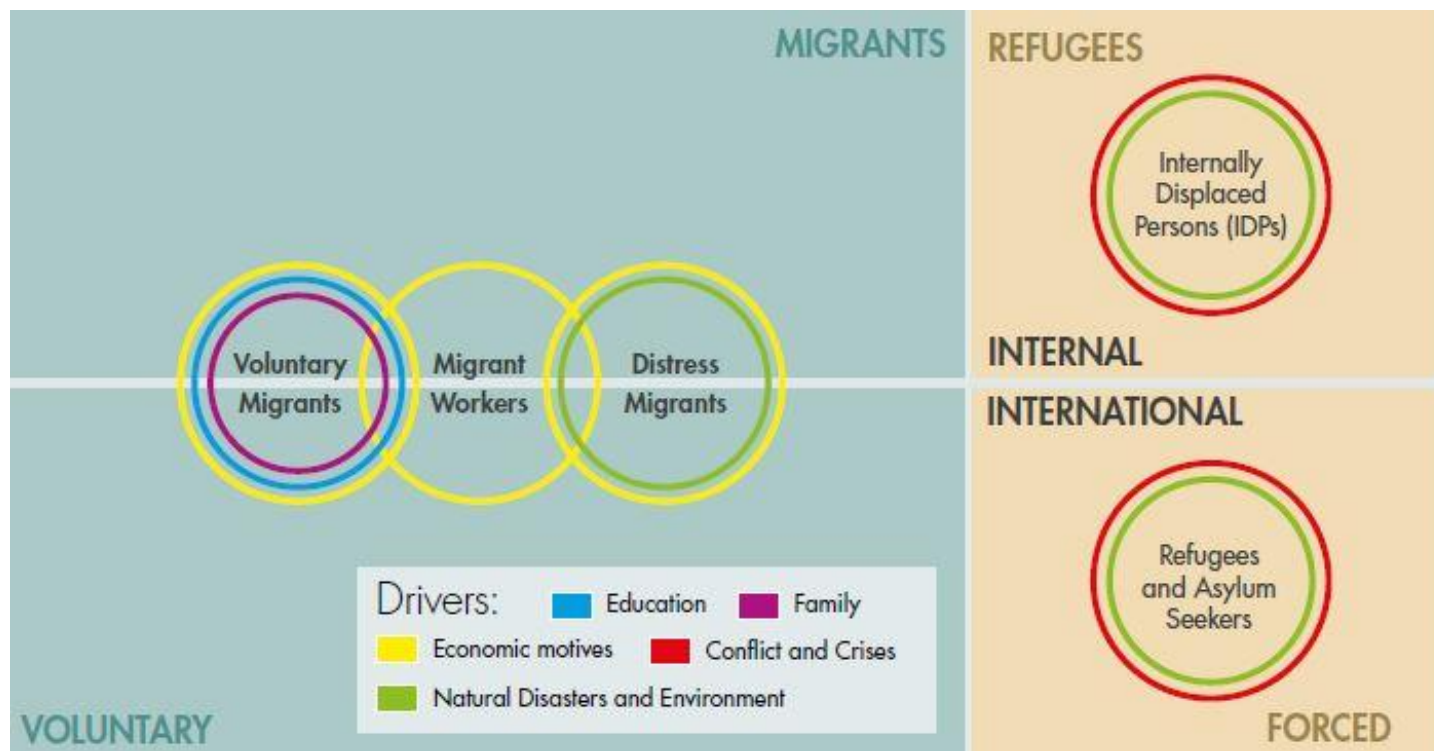 MIGRANTS
REFUGEES
Internally
Displaced
Persons (IDPs)
INTERNAL
Voluntary
Migrants
Migrant
Workers
Distress
Migrants
INTERNATIONAL
Refugees
and Asylum
Seekers
Drivers:
Education
Family
Economic motives
Conflict and Crises
Natural Disasters and Environment
VOLUNTARY
FORCED